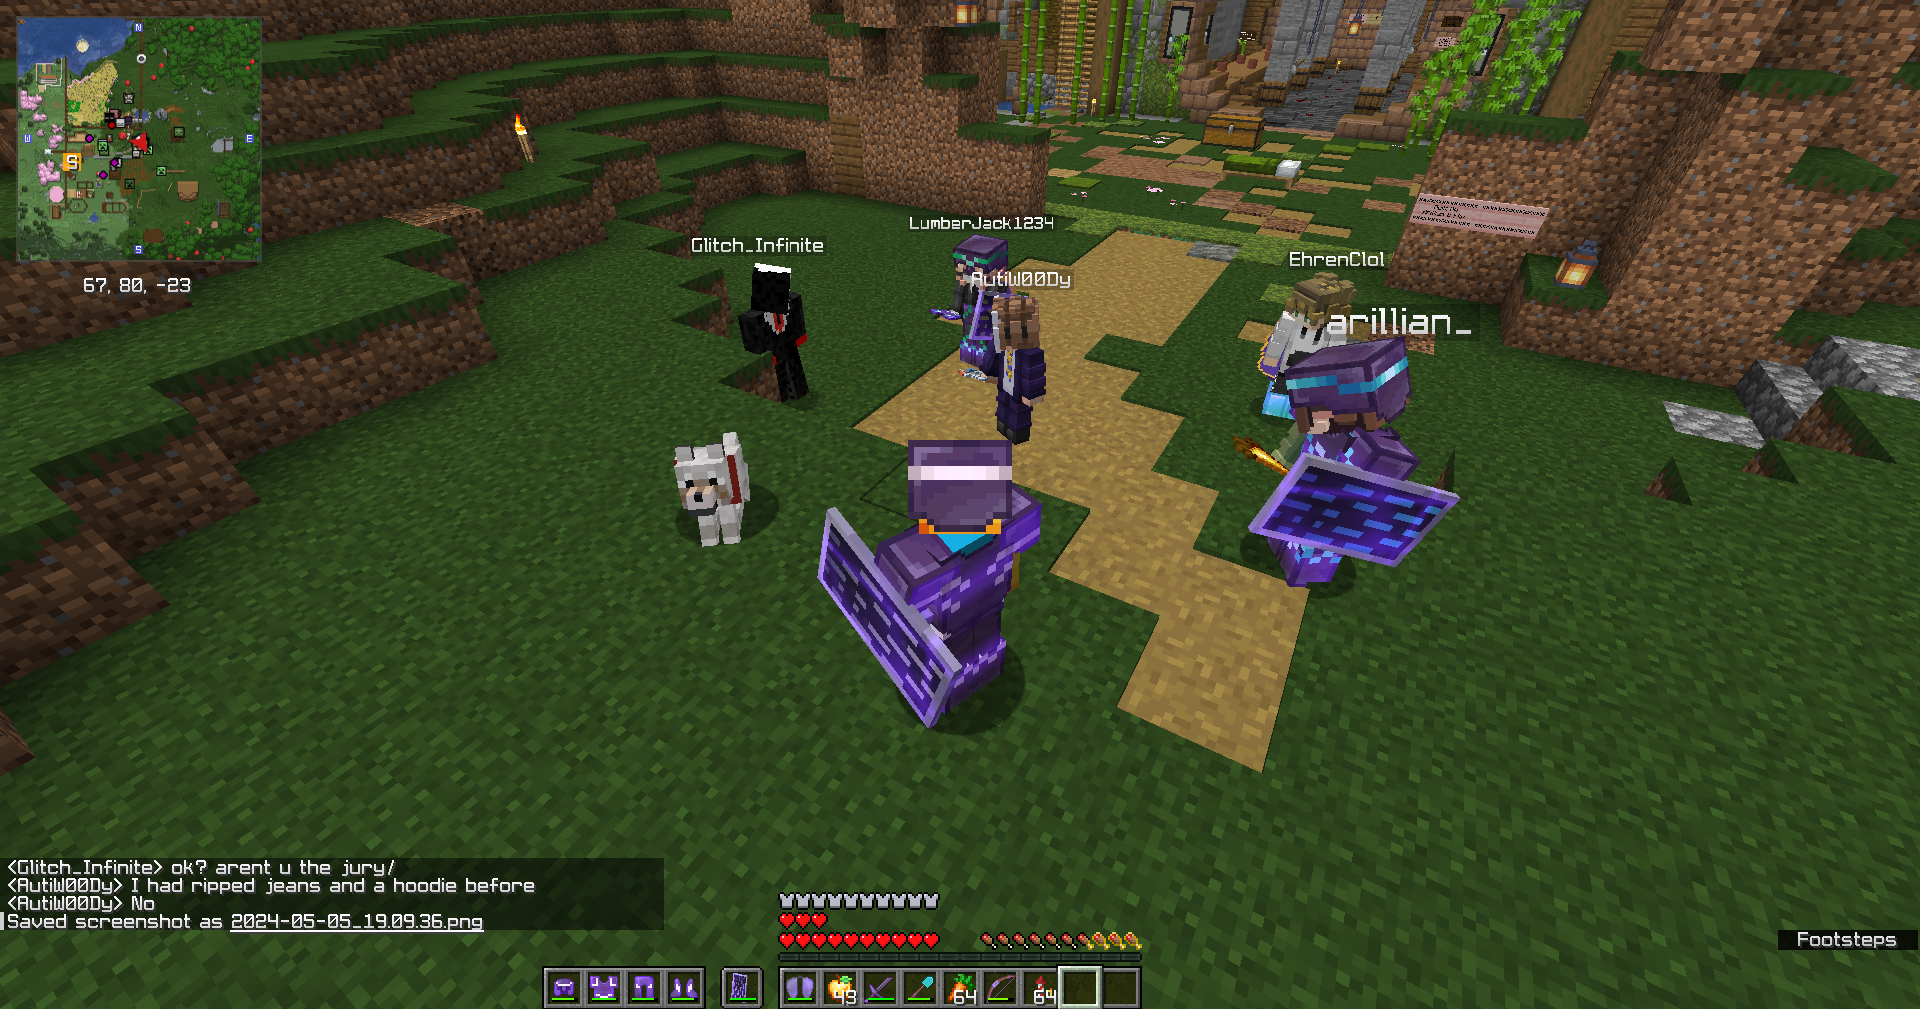 N
W
E
S
S
67, 80, -23
LumberJack1234
Glitch_Infinite
EhrenClol
AutiW00Dy
arillian_
<Glitch_Infinite> ok? arent u the jury/
<AutiW00Dy> I had ripped jeans and a hoodie before
<AutiW00Dy> No
Saved screenshot as 2024-05-05_19.09.36.png
Footsteps
43
64
64